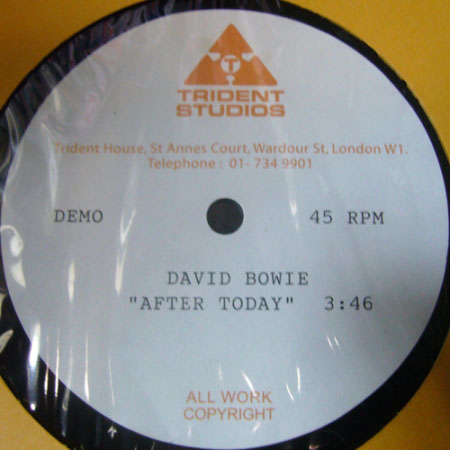 T
TRIDENT
STUDIOS
Trident House, St Annes Court, Wardour St, London W1.
Telephone : 01- 734 9901
DEMO 45 RPM
DAVID BOWIE
"AFTER TODAY" 3:46
ALL WORK
COPYRIGHT